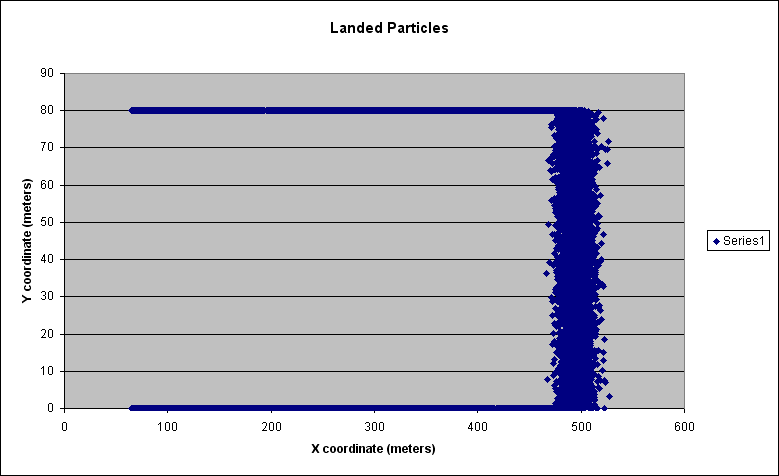 Landed Particles
90
80
70
60
50
40
30
20
10
0
Y coordinate (meters)
0 100 200 300 400 500 600
X coordinate (meters)
Series1